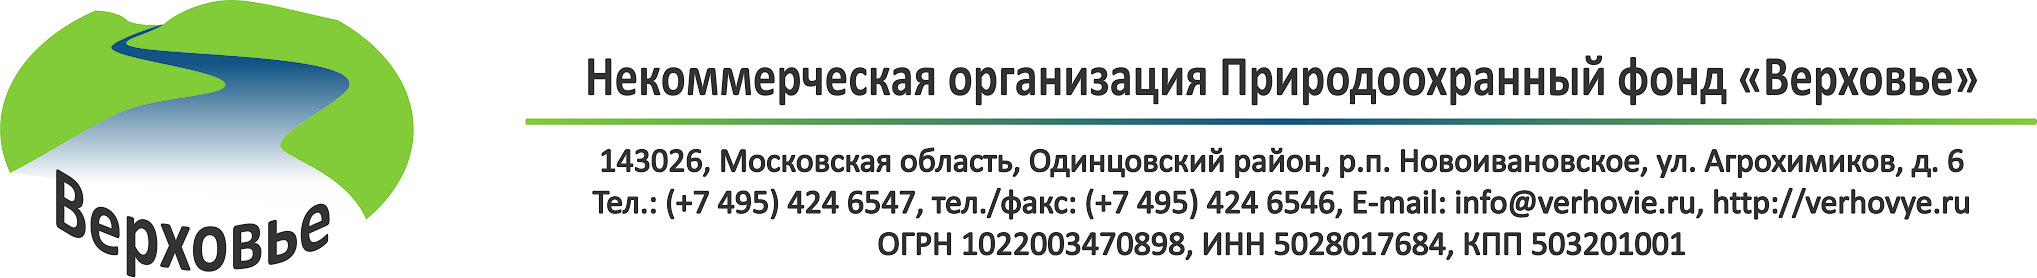 Верховье
Некоммерческая организация Природоохранный фонд «Верховье»
143026, Московская область, Одинцовский район, р.п. Новоивановское, ул. Агрохимиков, д. 6
Тел.: (+7 495) 424 6547, тел./факс: (+7 495) 424 6546, E-mail: info@verhovie.ru, http://verhovye.ru
ОГРН 1022003470898, ИНН 5028017684, КПП 503201001